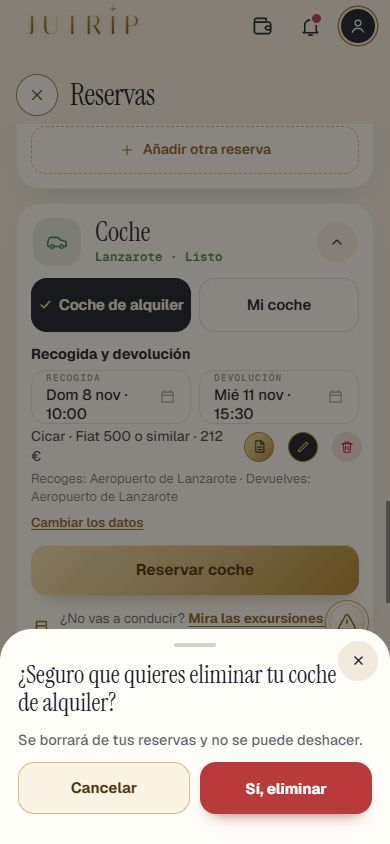 JUTRIP
Reservas
Añadir otra reserva
Coche
Lanzarote · Listo
Coche de alquiler
Mi coche
Recogida y devolución
RECOGIDA
Dom 8 nov ·
10:00
DEVOLUCIÓN
Mié 11 nov ·
15:30
Cicar · Fiat 500 o similar · 212
€
Recoges: Aeropuerto de Lanzarote · Devuelves:
Aeropuerto de Lanzarote
Cambiar los datos
Reservar coche
¿No vas a conducir? Mira las excursiones
¿Seguro que quieres eliminar tu coche
de alquiler?
Se borrará de tus reservas y no se puede deshacer.
Cancelar
Sí, eliminar